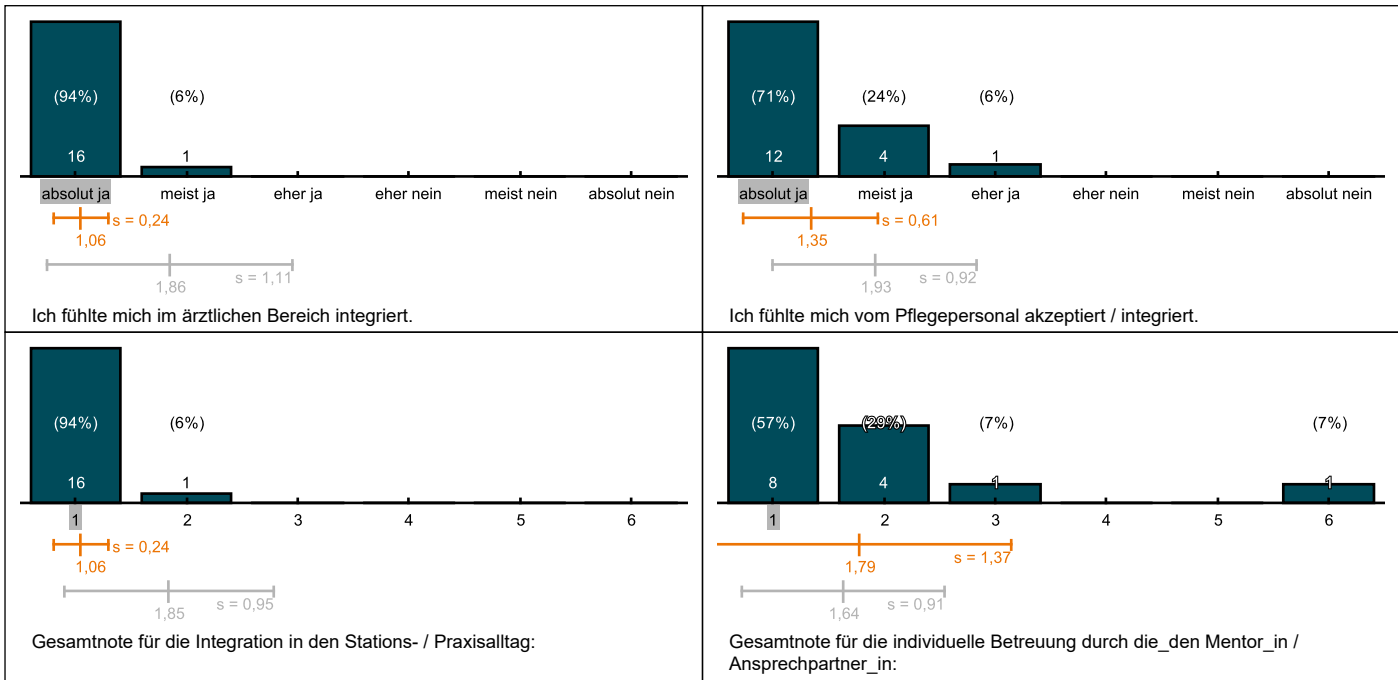 (94%) (6%)
16 1
absolut ja meist ja eher ja eher nein meist nein absolut nein
s = 0,24
1,06
s = 1,11
1,86
Ich fühlte mich im ärztlichen Bereich integriert.
(71%) (24%) (6%)
12 4 1
absolut ja meist ja eher ja eher nein meist nein absolut nein
s = 0,61
1,35
s = 0,92
1,93
Ich fühlte mich vom Pflegepersonal akzeptiert / integriert.
(94%) (6%)
16 1
1 2 3 4 5 6
s = 0,24
1,06
s = 0,95
1,85
Gesamtnote für die Integration in den Stations- / Praxisalltag:
(57%) (29%) (7%) (7%)
8 4 1 1
1 2 3 4 5 6
s = 1,37
1,79
s = 0,91
1,64
Gesamtnote für die individuelle Betreuung durch die_den Mentor_in /
Ansprechpartner_in: